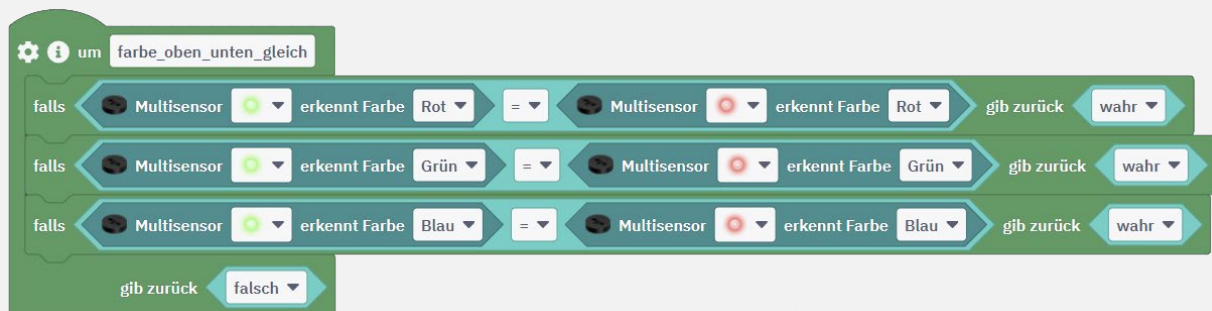 um farbe_oben_unten_gleich
falls Multisensor erkennt Farbe Rot = Multisensor erkennt Farbe Rot gib zurück wahr
falls Multisensor erkennt Farbe Grün = Multisensor erkennt Farbe Grün gib zurück wahr
falls Multisensor erkennt Farbe Blau = Multisensor erkennt Farbe Blau gib zurück wahr
gib zurück falsch